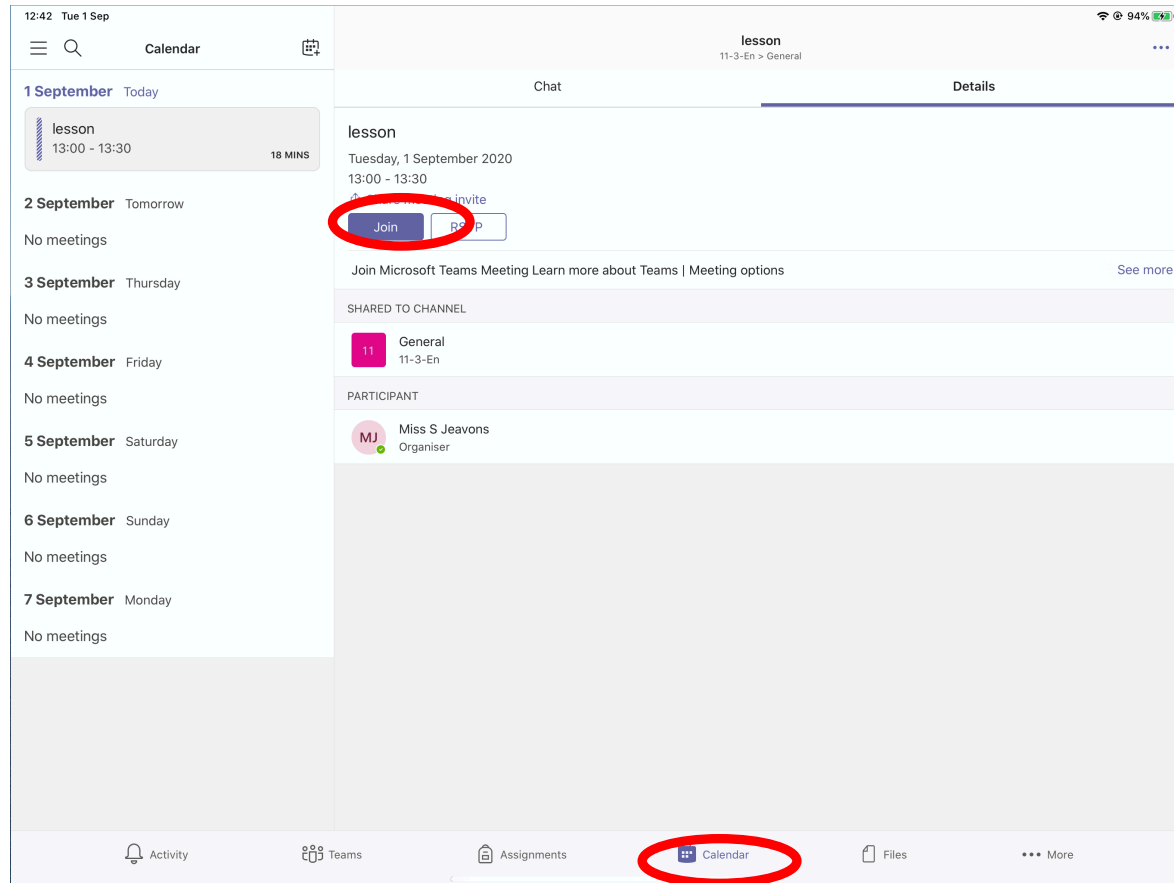 12:42 Tue 1 Sep
94%
Calendar
lesson
11-3-En > General
1 September Today
lesson
13:00 - 13:30
18 MINS
2 September Tomorrow
No meetings
3 September Thursday
No meetings
4 September Friday
No meetings
5 September Saturday
No meetings
6 September Sunday
No meetings
7 September Monday
No meetings
Chat
Details
lesson
Tuesday, 1 September 2020
13:00 - 13:30
Share meeting invite
Join
RSVP
Join Microsoft Teams Meeting Learn more about Teams | Meeting options
See more
SHARED TO CHANNEL
11
General
11-3-En
PARTICIPANT
MJ
Miss S Jeavons
Organiser
Activity
Teams
Assignments
Calendar
Files
More